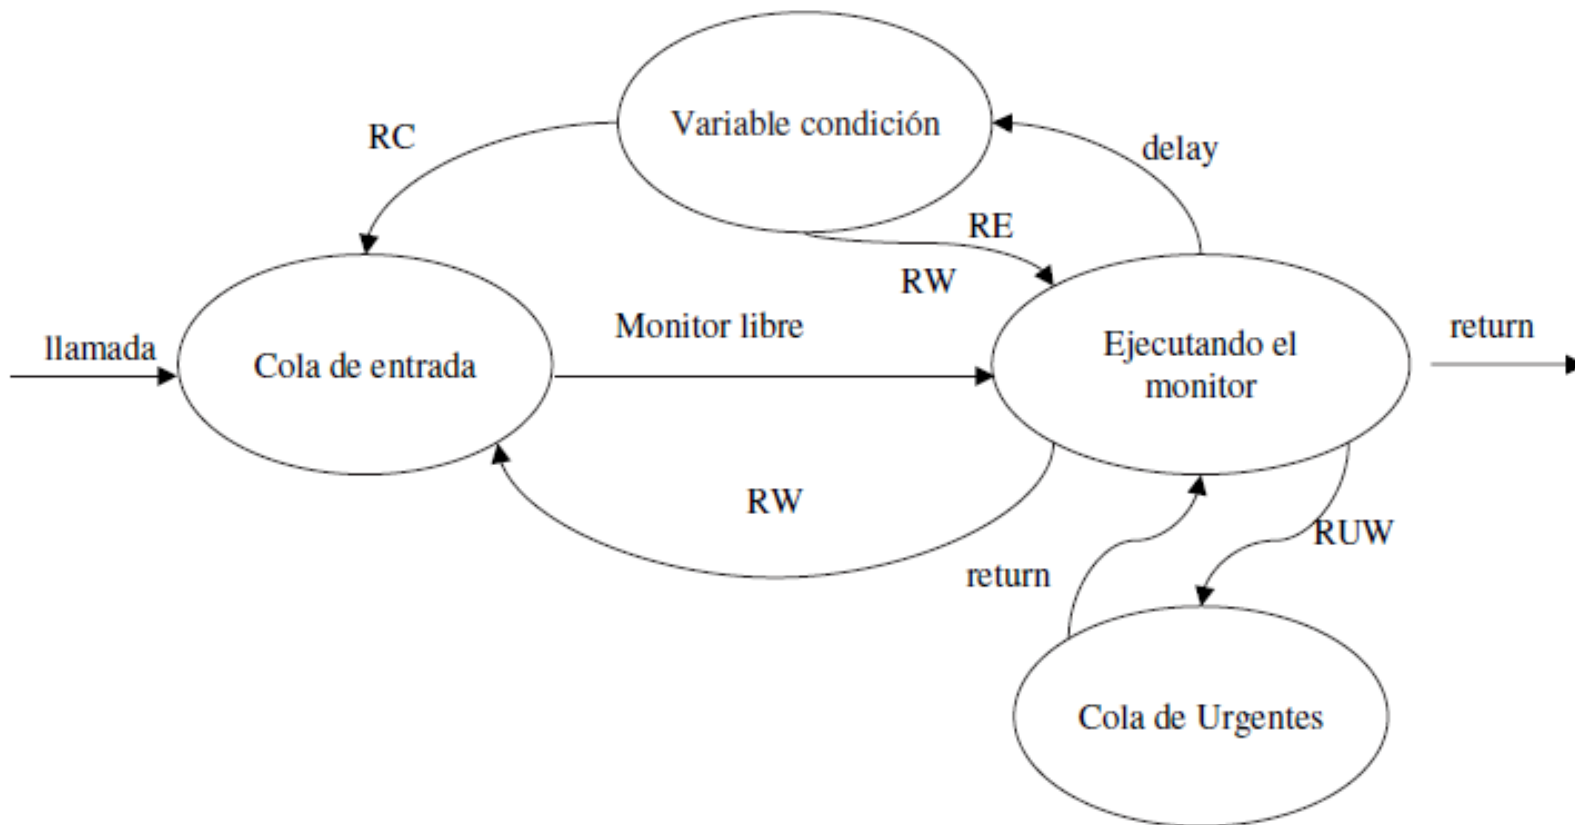 Variable condición
RC
delay
RE
RW
Monitor libre
llamada
Cola de entrada
Ejecutando el
monitor
return
RW
RUW
return
Cola de Urgentes